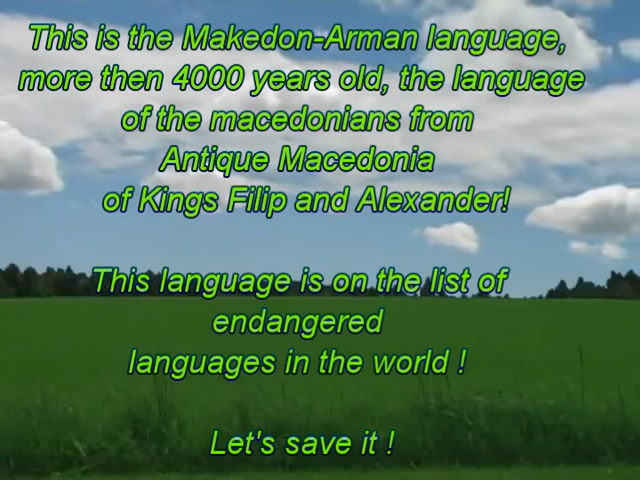 This is the Makedon-Arman language,
more then 4000 years old, the language
of the macedonians from
Antique Macedonia
of Kings Filip and Alexander!
This language is on the list of
endangered
languages in the world !
Let's save it !